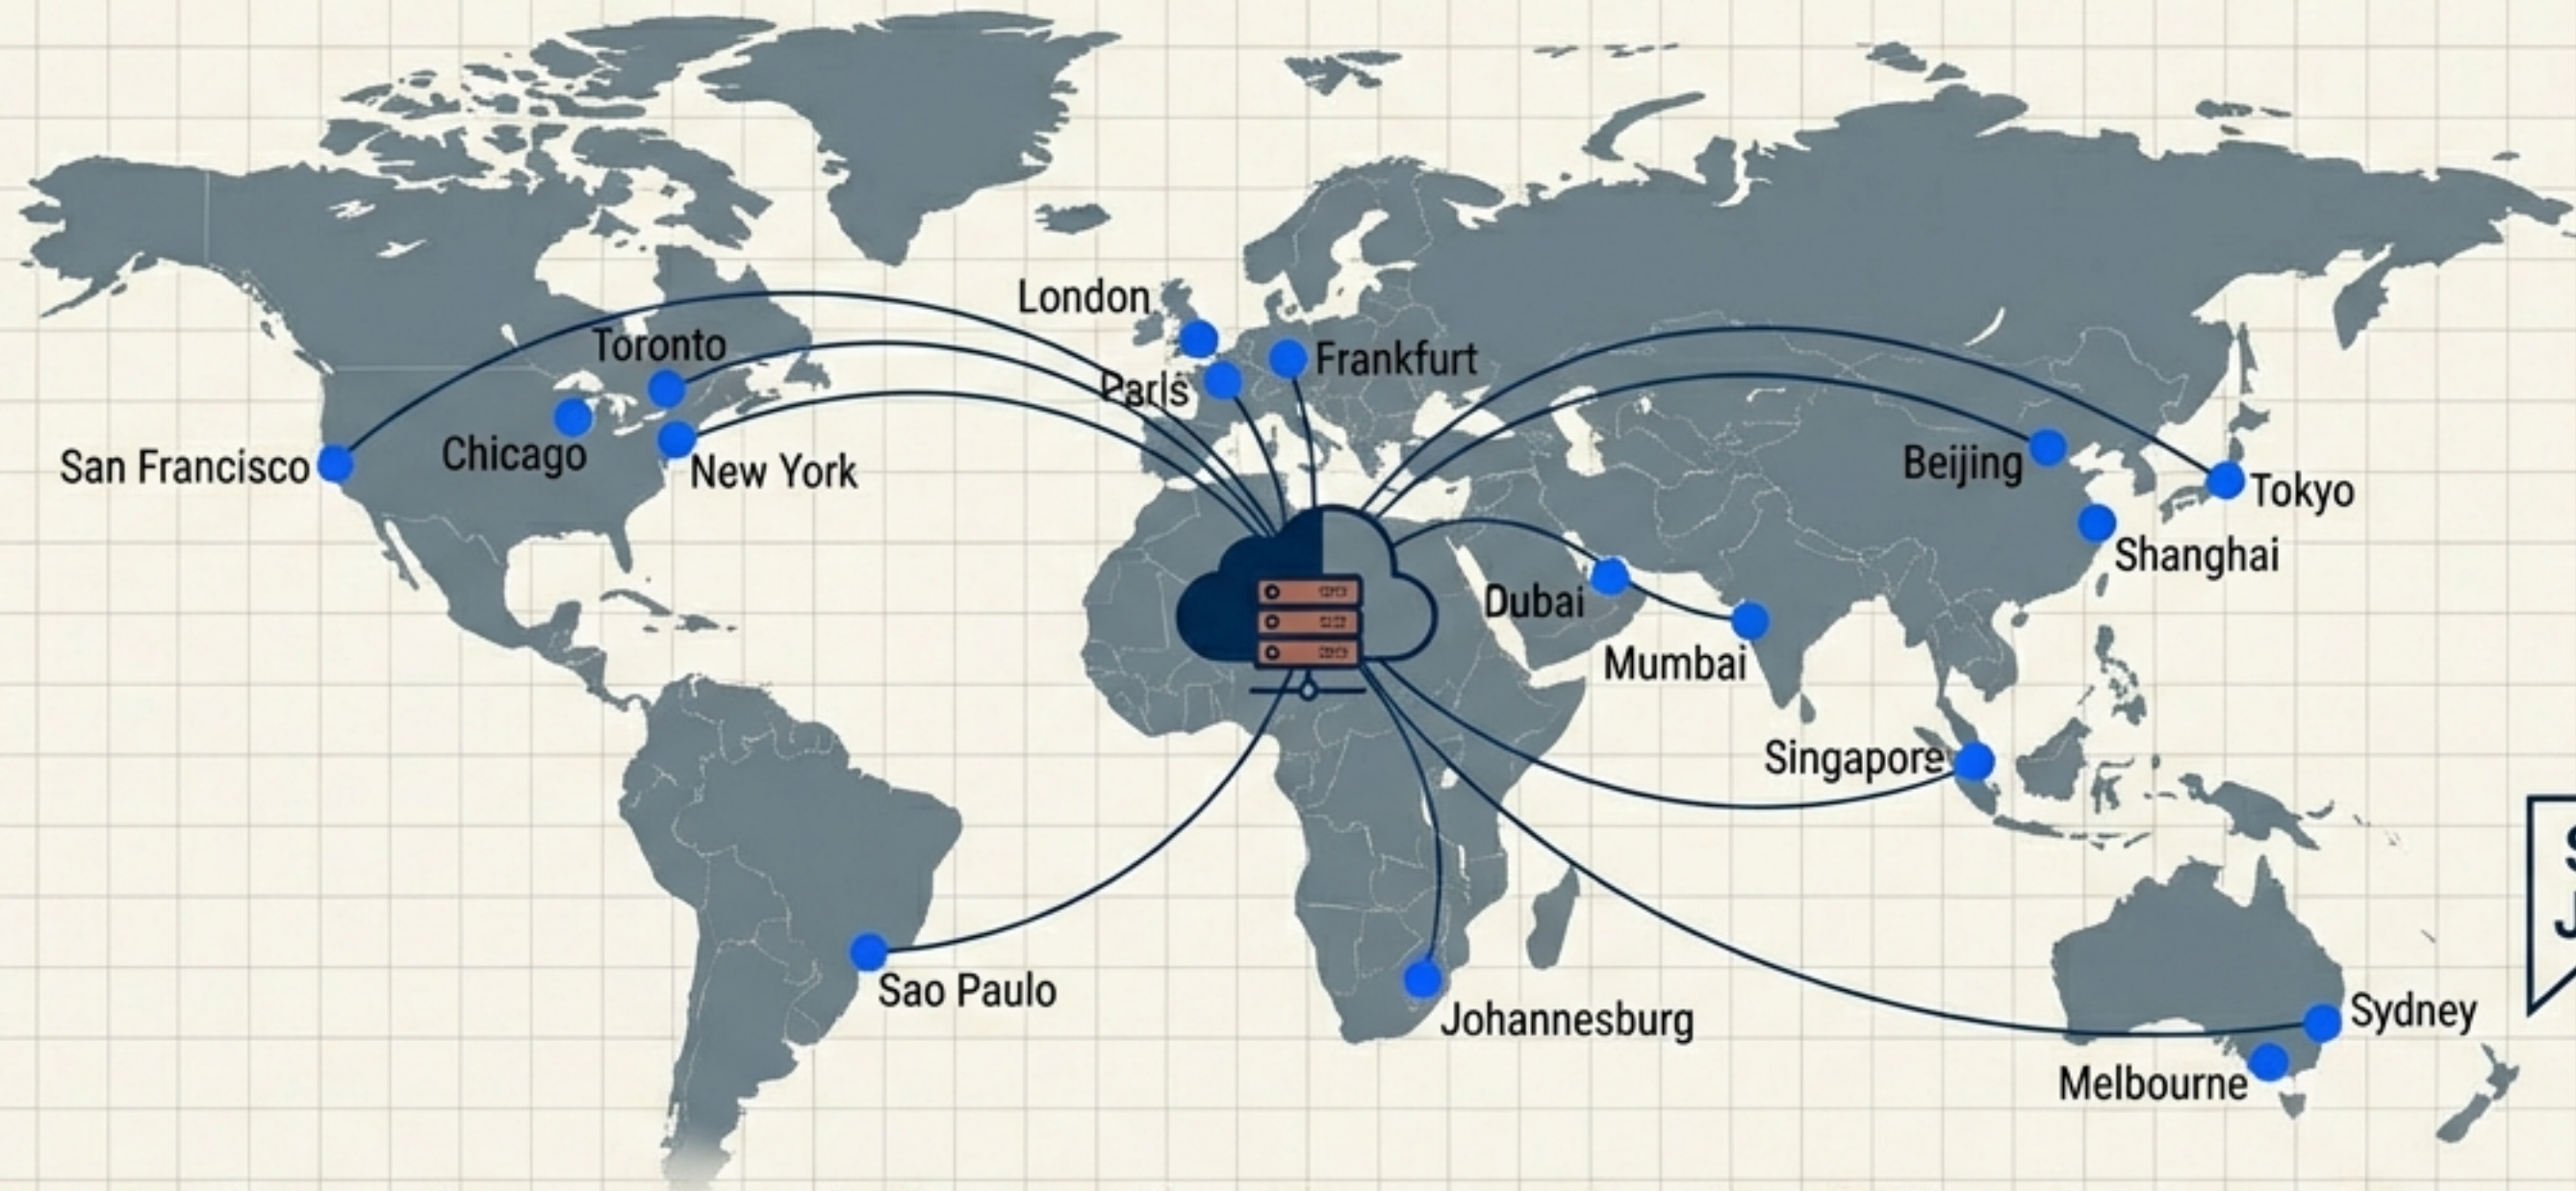 London
Toronto
Frankfurt
Paris
San Francisco
Chicago
New York
Beijing
Tokyo
Shanghai
Dubai
Mumbai
Singapore
Sao Paulo
Johannesburg
Sydney
Melbourne